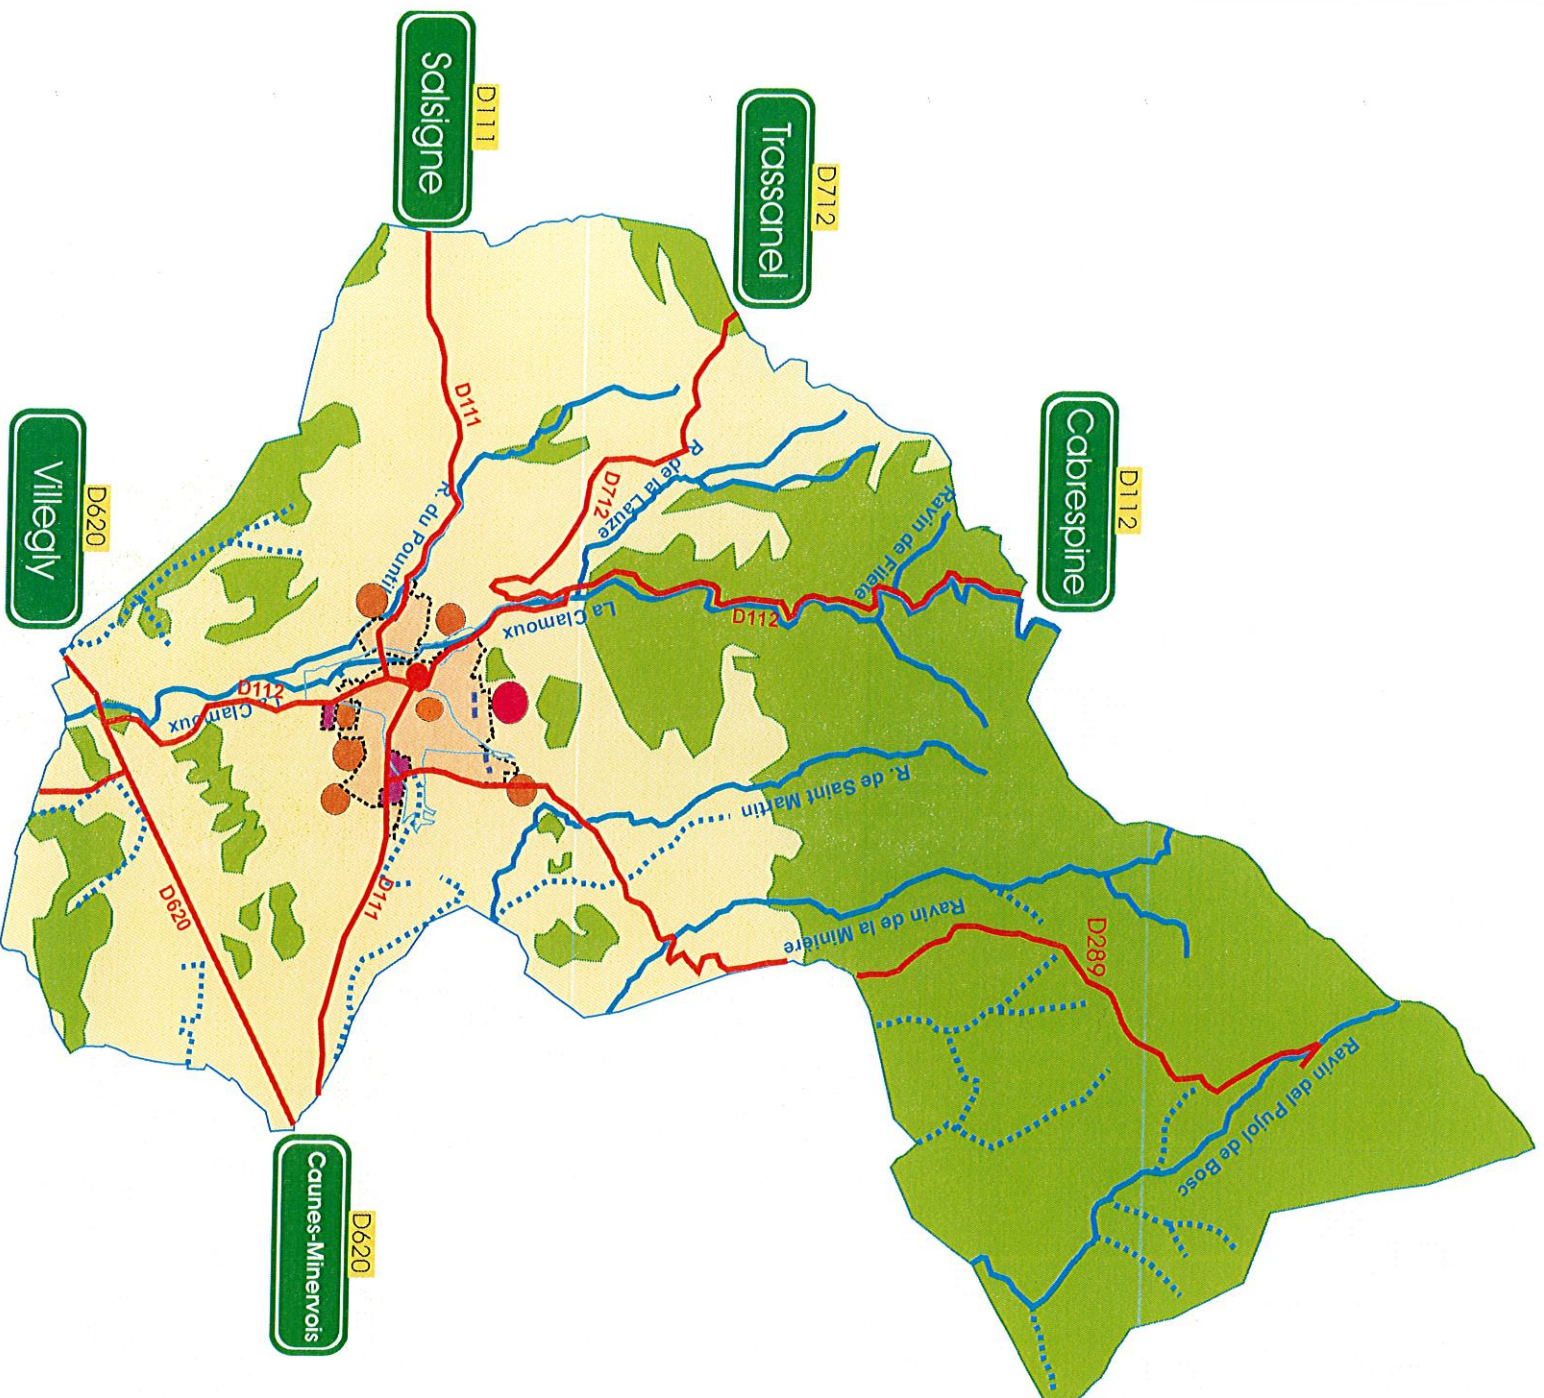 Salsigne
D111
Trassanel
D712
Cabrespine
D112
Villegly
D620
Caunes-Minervois
D620
D111
R. du Pountil
D712
R. de la Lauze
Ravin de Filete
D112
La Clamoux
D112
La Clamoux
R. de Saint Martin
Ravin de la Minière
D289
D111
D620
Ravin del Pujol de Bosc